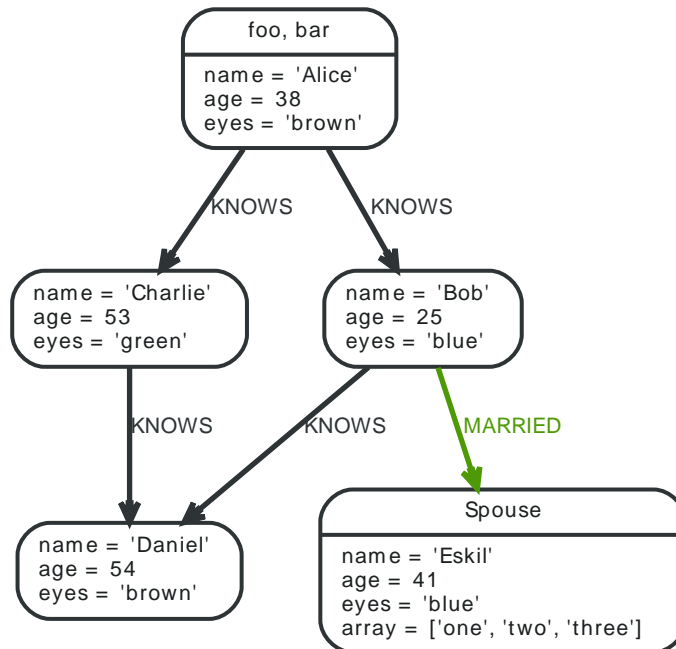 foo, bar
name = 'Alice'
age = 38
eyes = 'brown'
KNOWS
KNOWS
name = 'Charlie'
age = 53
eyes = 'green'
name = 'Bob'
age = 25
eyes = 'blue'
KNOWS
KNOWS
MARRIED
name = 'Daniel'
age = 54
eyes = 'brown'
Spouse
name = 'Eskil'
age = 41
eyes = 'blue'
array = ['one', 'two', 'three']